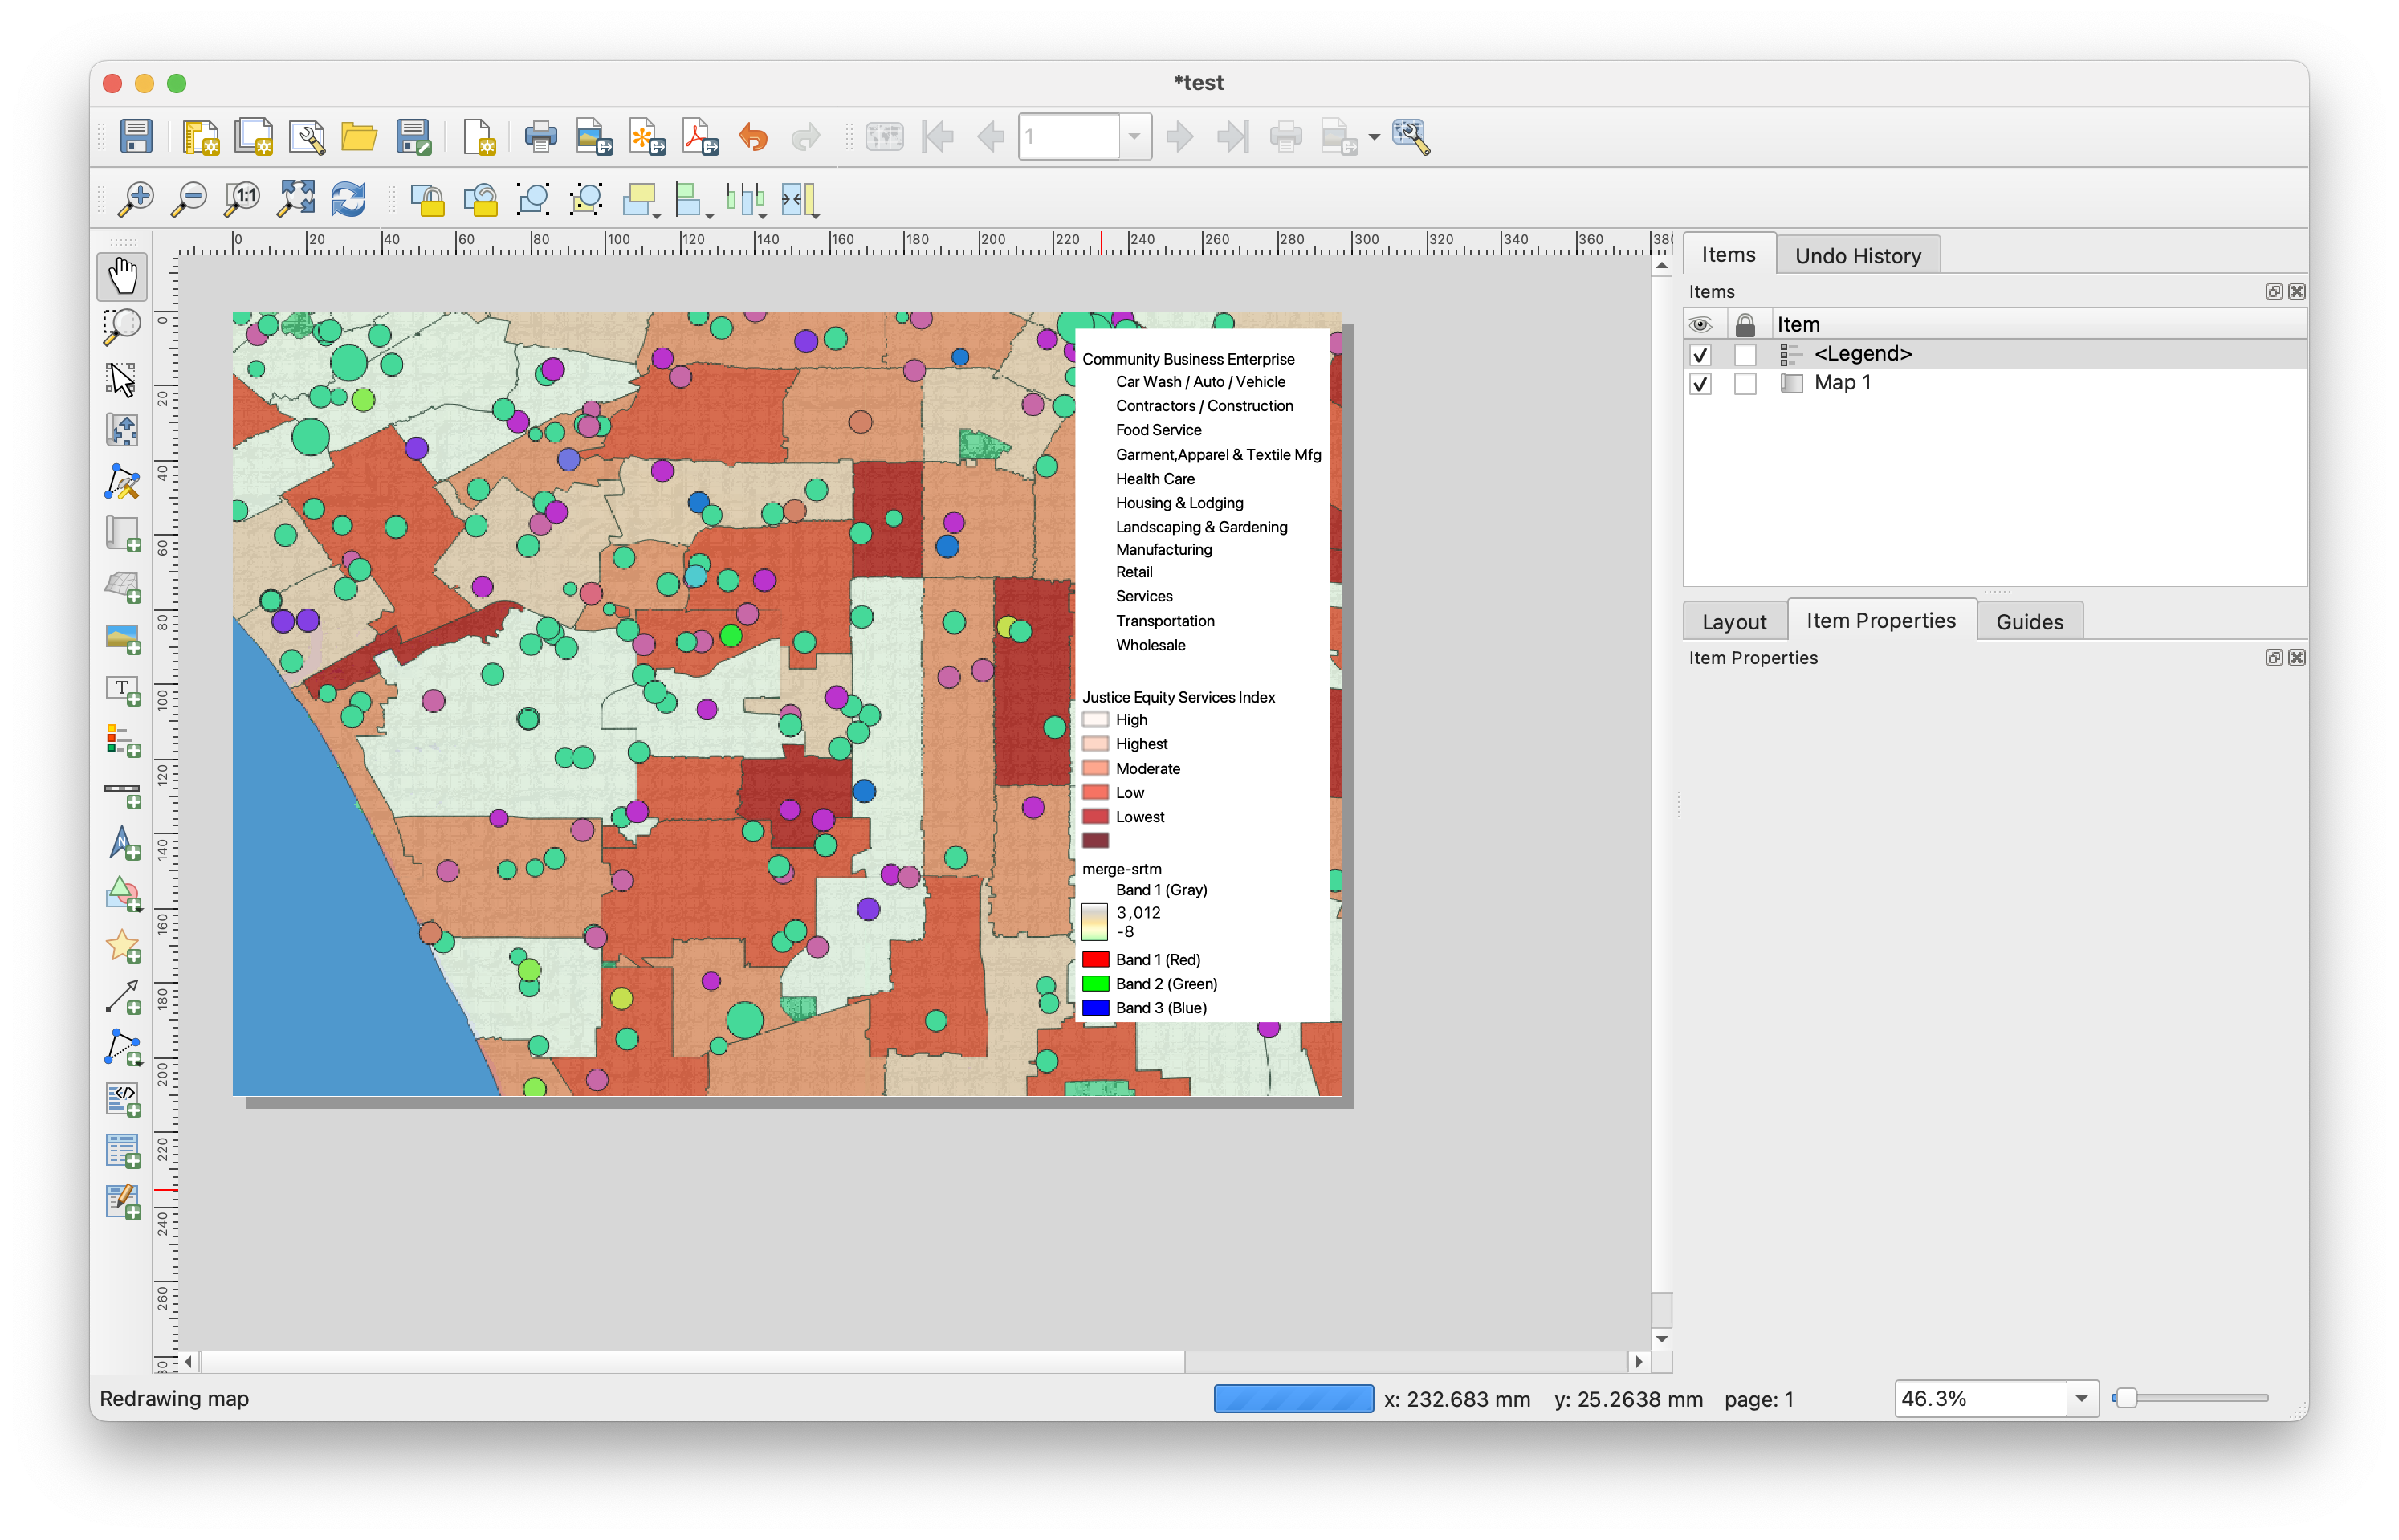 *test
1
1:1
0 20 40 60 80 100 120 140 160 180 200 220 240 260 280 300 320 340 360 380
Items Undo History
Items
Item
<Legend>
Map 1
Layout Item Properties Guides
Item Properties
0
20
40
60
80
100
120
140
160
180
200
220
240
260
Community Business Enterprise
Car Wash / Auto / Vehicle
Contractors / Construction
Food Service
Garment,Apparel & Textile Mfg
Health Care
Housing & Lodging
Landscaping & Gardening
Manufacturing
Retail
Services
Transportation
Wholesale
Justice Equity Services Index
High
Highest
Moderate
Low
Lowest
merge-srtm
Band 1 (Gray)
3,012
-8
Band 1 (Red)
Band 2 (Green)
Band 3 (Blue)
Redrawing map x: 232.683 mm y: 25.2638 mm page: 1 46.3%